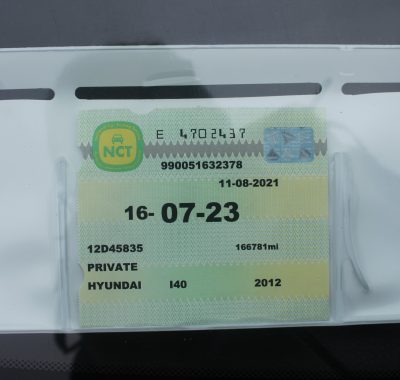 E 4702437
NCT
990051632378
11-08-2021
16-07-23
12D45835 166781mi
PRIVATE
HYUNDAI I40 2012